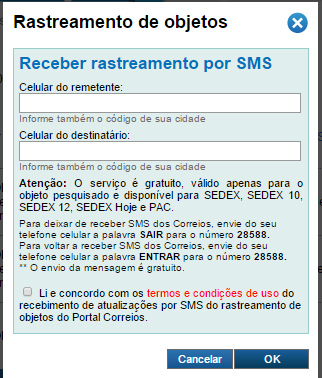 Rastreamento de objetos
Receber rastreamento por SMS
Celular do remetente:
Informe também o código de sua cidade
Celular do destinatário:
Informe também o código de sua cidade
Atenção: O serviço é gratuito, válido apenas para o
objeto pesquisado e disponível para SEDEX, SEDEX 10,
SEDEX 12, SEDEX Hoje e PAC.
Para deixar de receber SMS dos Correios, envie do seu
telefone celular a palavra SAIR para o número 28588.
Para voltar a receber SMS dos Correios, envie do seu
telefone celular a palavra ENTRAR para o número 28588.
** O envio da mensagem é gratuito.
Li e concordo com os termos e condições de uso do
recebimento de atualizações por SMS do rastreamento de
objetos do Portal Correios.
Cancelar
OK